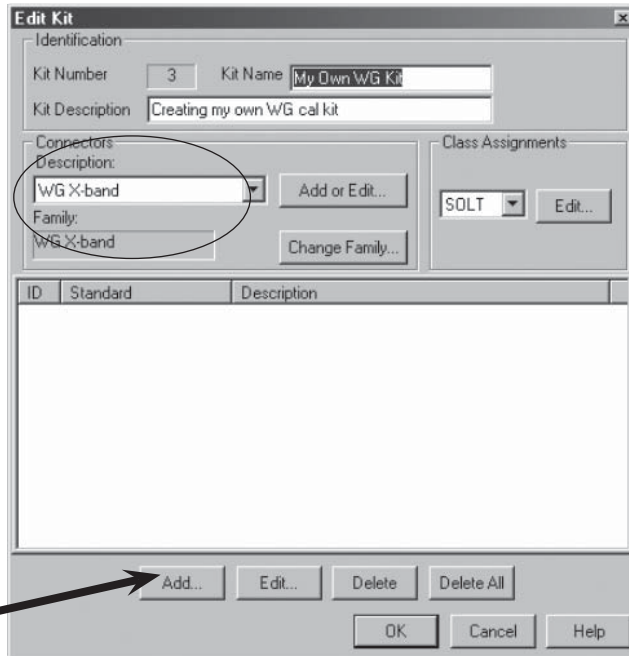 Edit Kit
Identification
Kit Number 3 Kit Name My Own WG Kit
Kit Description Creating my own WG cal kit
Connectors
Description:
WG X-band
Add or Edit...
Family:
WG X-band
Change Family...
Class Assignments
SOLT Edit...
ID Standard Description
Add... Edit... Delete Delete All
OK Cancel Help